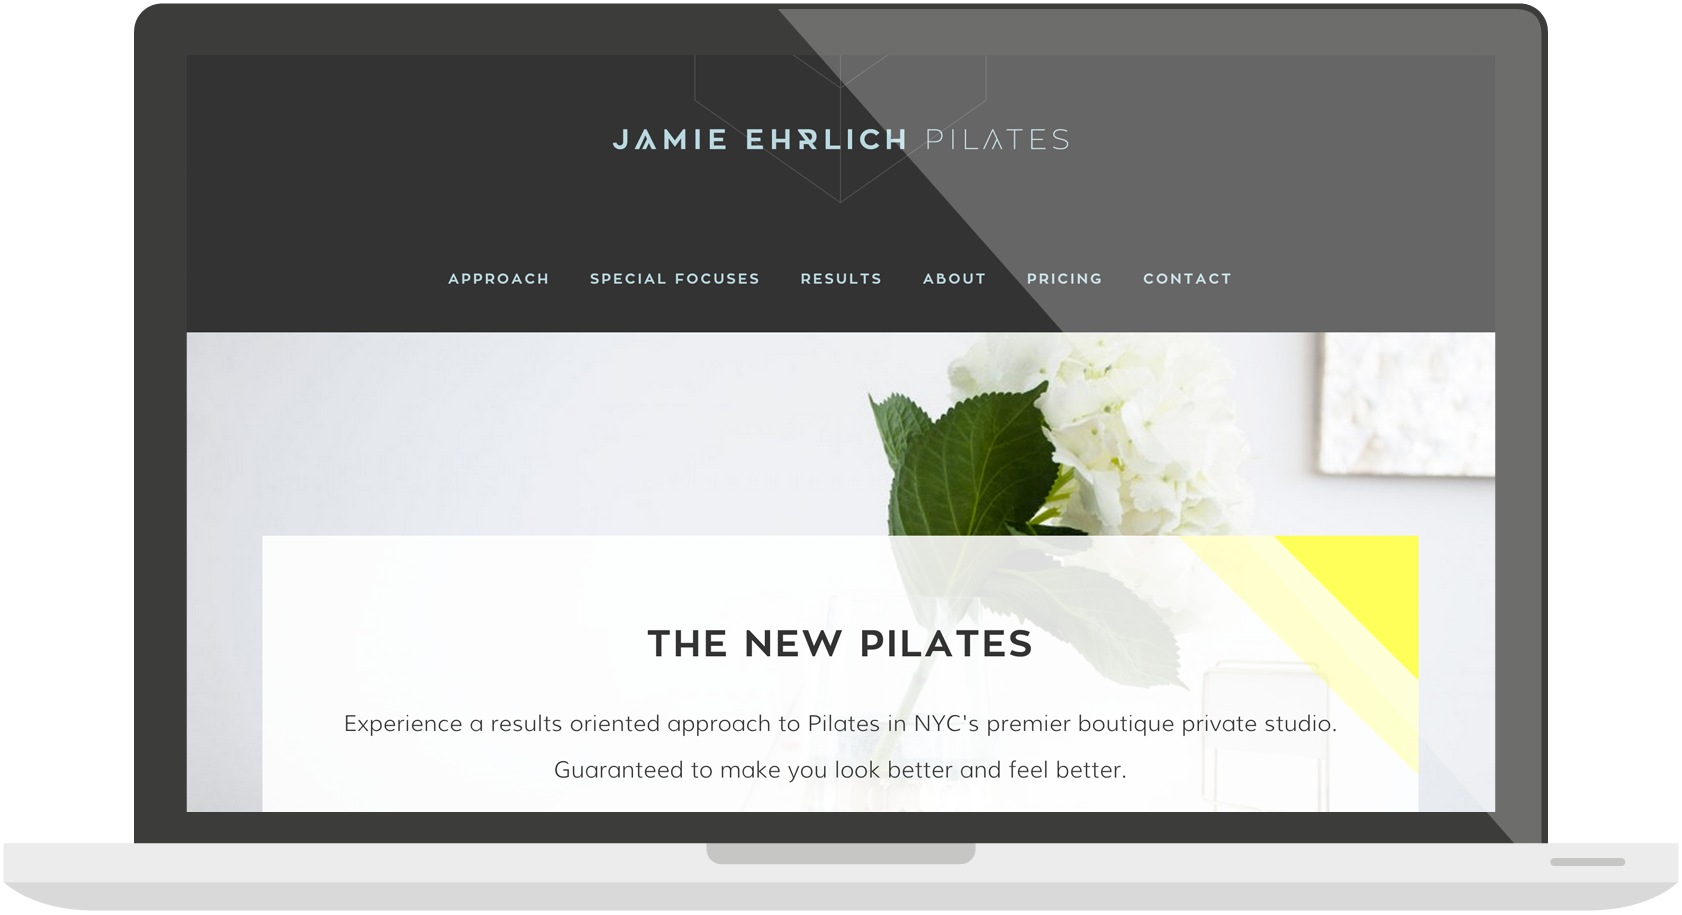 JAMIE EHRLICH PILATES
APPROACH SPECIAL FOCUSES RESULTS ABOUT PRICING CONTACT
THE NEW PILATES
Experience a results oriented approach to Pilates in NYC's premier boutique private studio.
Guaranteed to make you look better and feel better.